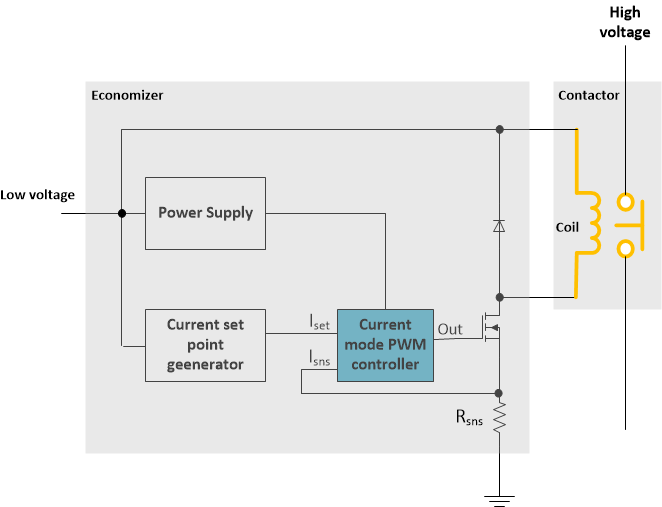 High
voltage
Economizer
Contactor
Low voltage
Power Supply
Coil
Current set
point
geenerator
Iset
Isns
Current
mode PWM
controller
Out
Rsns